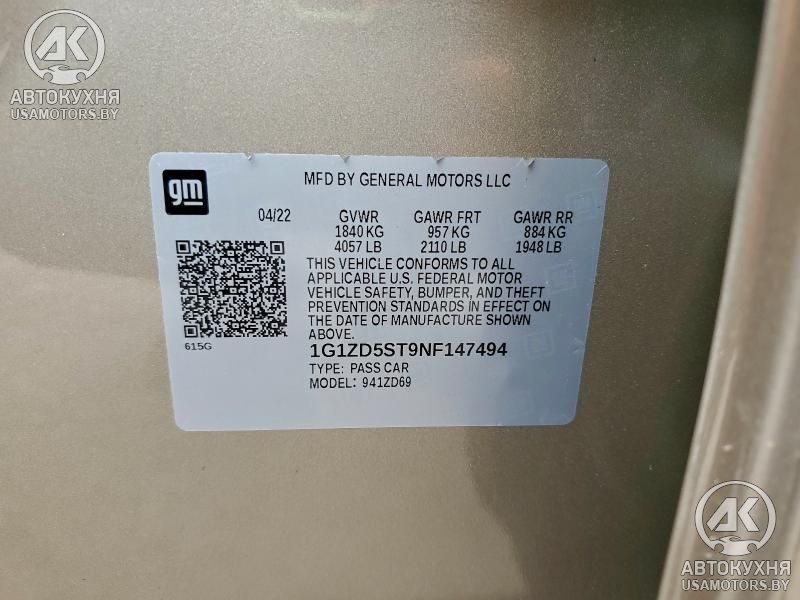 AK
АВТОКУХНЯ
USAMOTORS.BY
gm
MFD BY GENERAL MOTORS LLC
04/22 GVWR GAWR FRT GAWR RR
1840 KG 957 KG 884 KG
4057 LB 2110 LB 1948 LB
THIS VEHICLE CONFORMS TO ALL
APPLICABLE U.S. FEDERAL MOTOR
VEHICLE SAFETY, BUMPER, AND THEFT
PREVENTION STANDARDS IN EFFECT ON
THE DATE OF MANUFACTURE SHOWN
ABOVE.
615G
1G1ZD5ST9NF147494
TYPE: PASS CAR
MODEL: 941ZD69
AK
АВТОКУХНЯ
USAMOTORS.BY